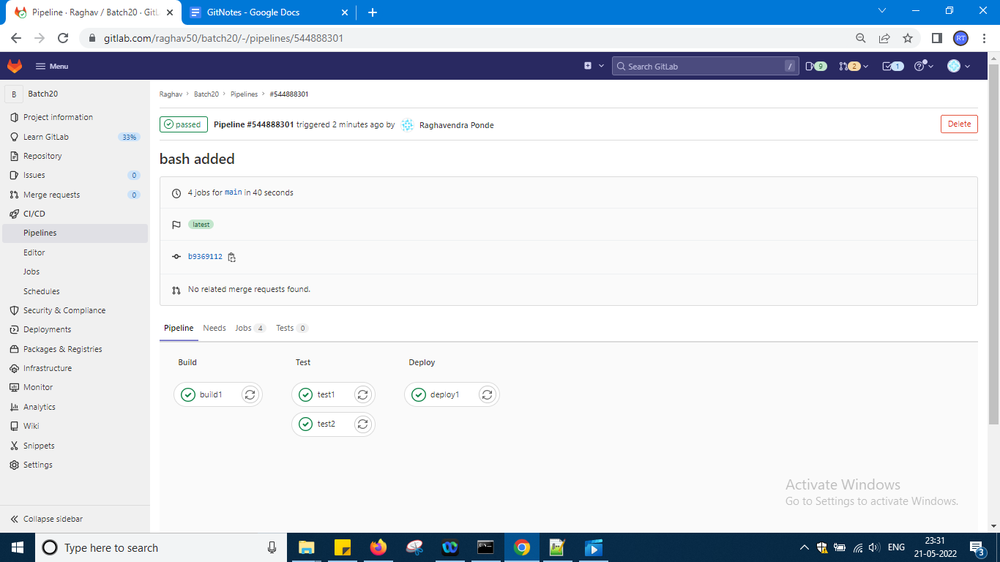 Pipeline · Raghav / Batch20 · GitL
GitNotes - Google Docs
gitlab.com/raghav50/batch20/-/pipelines/544888301
RT
Menu
Search GitLab
/
9
2
1
B
Batch20
Project information
Learn GitLab
33%
Repository
Issues
0
Merge requests
0
CI/CD
Pipelines
Editor
Jobs
Schedules
Security & Compliance
Deployments
Packages & Registries
Infrastructure
Monitor
Analytics
Wiki
Snippets
Settings
Collapse sidebar
Raghav > Batch20 > Pipelines > #544888301
passed Pipeline #544888301 triggered 2 minutes ago by Raghavendra Ponde
Delete
bash added
4 jobs for main in 40 seconds
latest
b9369112
No related merge requests found.
Pipeline Needs Jobs 4 Tests 0
Build Test Deploy
build1 test1 deploy1
test2
Activate Windows
Go to Settings to activate Windows.
Type here to search
ENG
23:31
21-05-2022
3